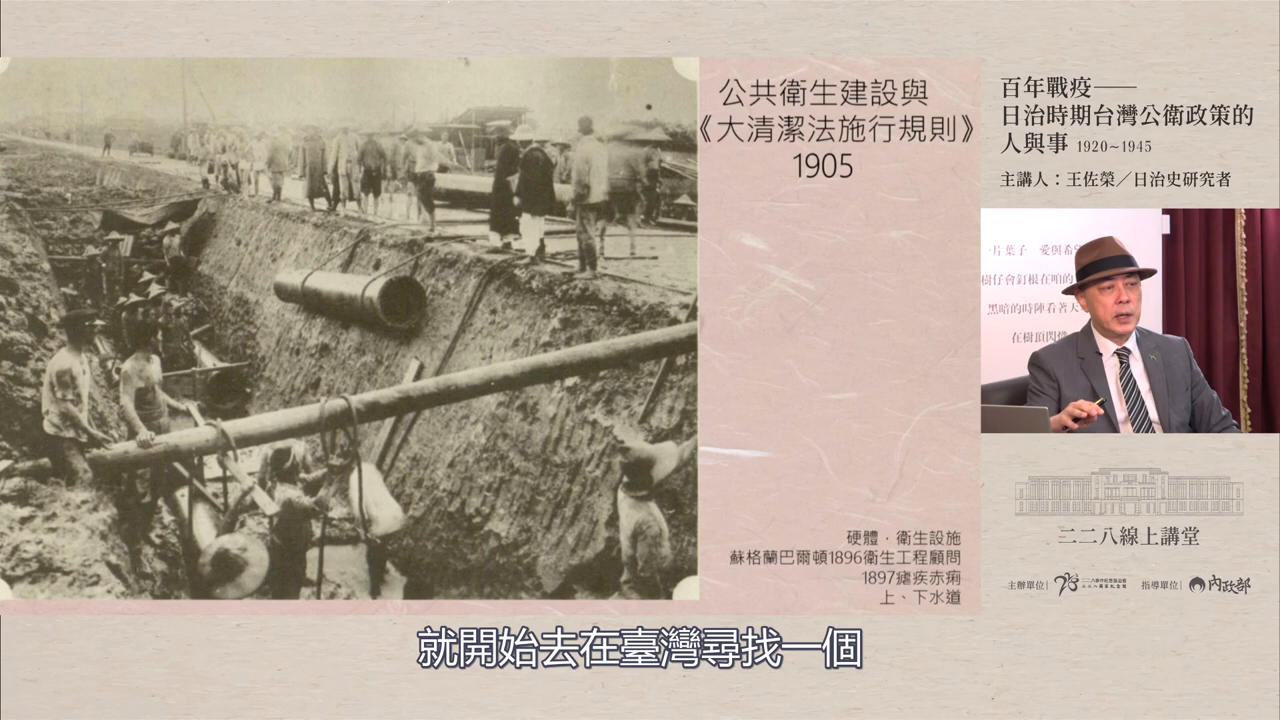 公共衛生建設與
《大清潔法施行規則》
1905
硬體・衛生設施
蘇格蘭巴爾頓1896衛生工程顧問
1897瘧疾赤痢
上、下水道
百年戰疫——
日治時期台灣公衛政策的
人與事 1920~1945
主講人：王佐榮／日治史研究者
一片葉子 愛與希望
樹仔會釘根在咱的
黑暗的時陣看著天
在樹頂閃爍
二二八線上講堂
主辦單位| 指導單位| 內政部
就開始去在臺灣尋找一個